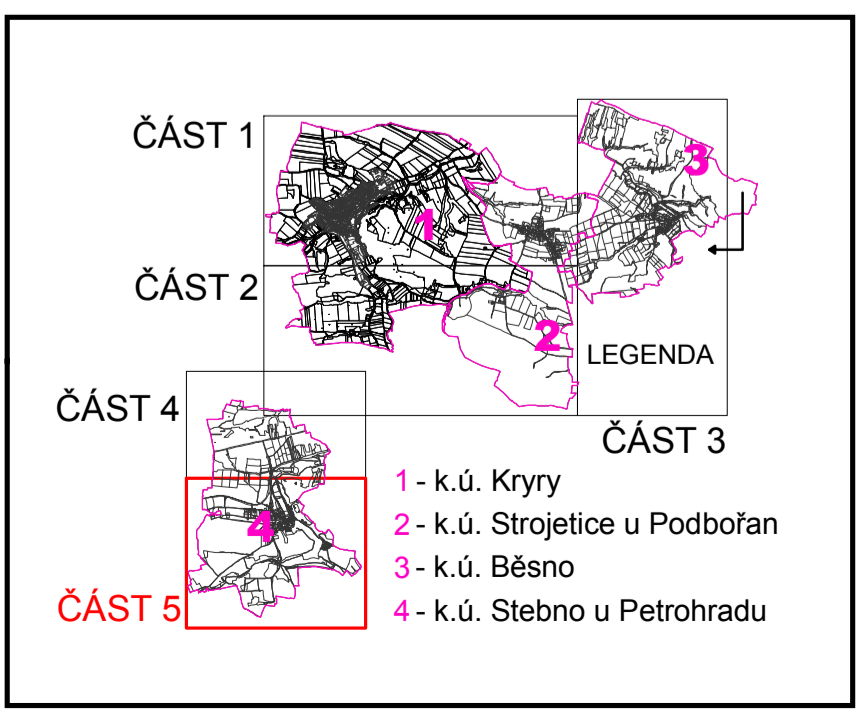 ČÁST 1
3
1
ČÁST 2
2
LEGENDA
ČÁST 4
ČÁST 3
1 - k.ú. Kryry
2 - k.ú. Strojetice u Podbořan
4
3 - k.ú. Běsno
ČÁST 5
4 - k.ú. Stebno u Petrohradu